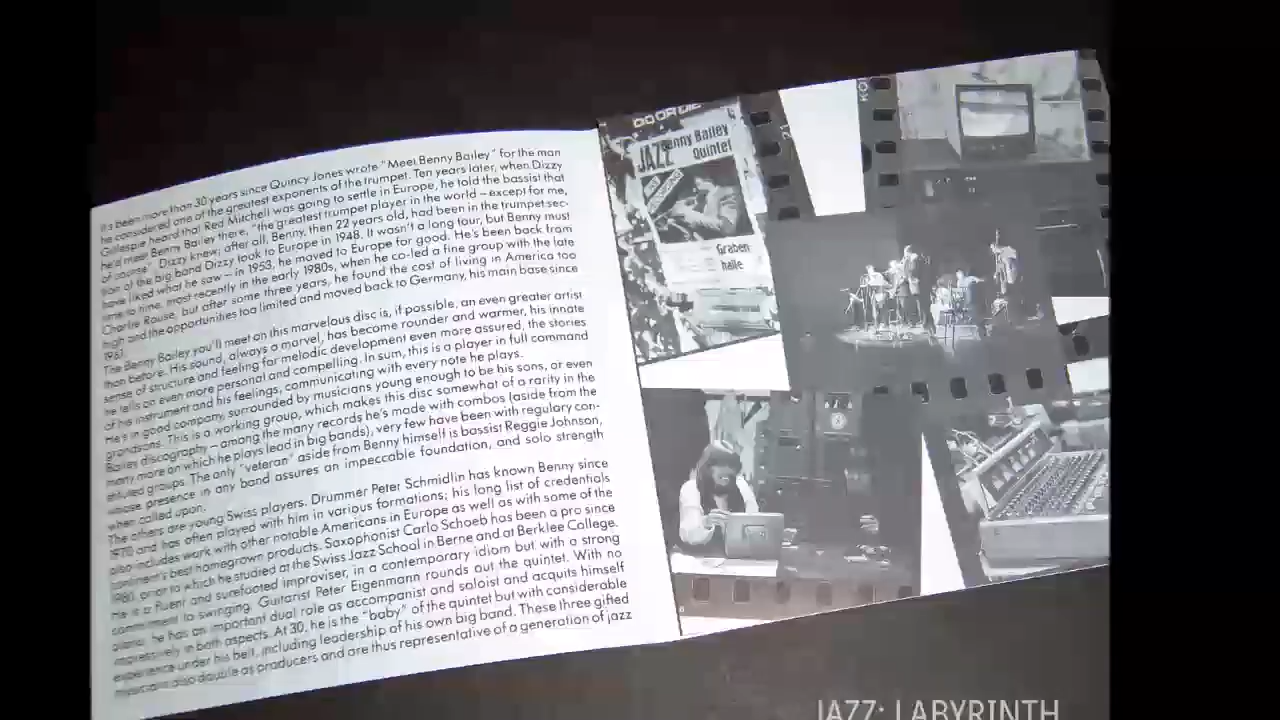 It's been more than 30 years since Quincy Jones wrote "Meet Benny Bailey" for the man
he considered one of the greatest exponents of the trumpet. Ten years later, when Dizzy
Gillespie heard that Red Mitchell was going to settle in Europe, he told the bassist that
he'd meet Benny Bailey there, "the greatest trumpet player in the world – except for me,
of course". Dizzy knew; after all, Benny, then 22 years old, had been in the trumpet sec-
tion of the big band Dizzy took to Europe in 1948. It wasn't a long tour, but Benny must
have liked what he saw – in 1953, he moved to Europe for good. He's been back from
time to time, most recently in the early 1980s, when he co-led a fine group with the late
Charlie Rouse, but after some three years, he found the cost of living in America too
high and the opportunities too limited and moved back to Germany, his main base since
1961.
The Benny Bailey you'll meet on this marvelous disc is, if possible, an even greater artist
than before. His sound, always a marvel, has become rounder and warmer, his innate
sense of structure and feeling for melodic development even more assured, the stories
he tells an even more personal and compelling. In sum, this is a player in full command
of his instrument and his feelings, communicating with every note he plays.
He's in good company, surrounded by musicians young enough to be his sons, or even
grandsons. This is a working group, which makes this disc somewhat of a rarity in the
Bailey discography – among the many records he's made with combos (aside from the
many more on which he plays lead in big bands), very few have been with regulary con-
stituted groups. The only "veteran" aside from Benny himself is bassist Reggie Johnson,
whose presence in any band assures an impeccable foundation, and solo strength
when called upon.
The others are young Swiss players. Drummer Peter Schmidlin has known Benny since
1970 and has often played with him in various formations; his long list of credentials
also includes work with other notable Americans in Europe as well as with some of the
continent's best homegrown products. Saxophonist Carlo Schoeb has been a pro since
1980, prior to which he studied at the Swiss Jazz School in Berne and at Berklee College.
He is a fluent and surefooted improviser, in a contemporary idiom but with a strong
commitment to swinging. Guitarist Peter Eigenmann rounds out the quintet. With no
piano, he has an important dual role as accompanist and soloist and acquits himself
impressively in both aspects. At 30, he is the "baby" of the quintet but with considerable
experience under his belt, including leadership of his own big band. These three gifted
musicians also double as producers and are thus representative of a generation of jazz
DO OR DIE
JAZZ
Benny Bailey
Quintet
Graben
halle
21
KO
JAZZ: LABYRINTH